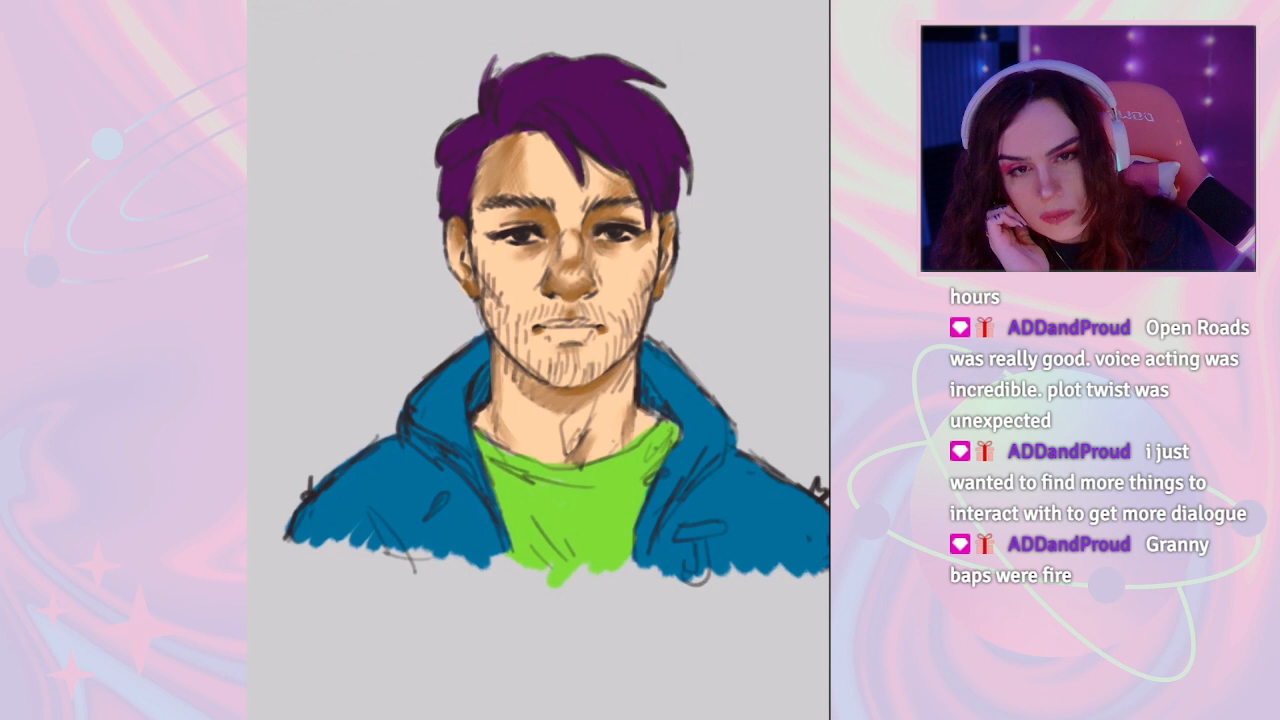 hours
ADDandProud Open Roads
was really good. voice acting was
incredible. plot twist was
unexpected
ADDandProud i just
wanted to find more things to
interact with to get more dialogue
ADDandProud Granny
baps were fire